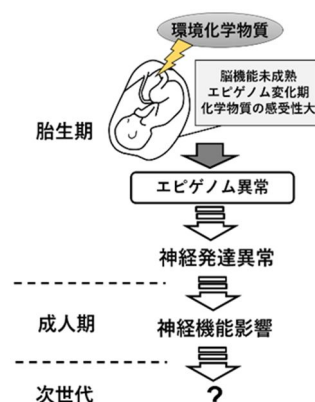 環境化学物質
脳機能未成熟
エピゲノム変化期
化学物質の感受性大
胎生期
エピゲノム異常
神経発達異常
成人期
神経機能影響
次世代
?